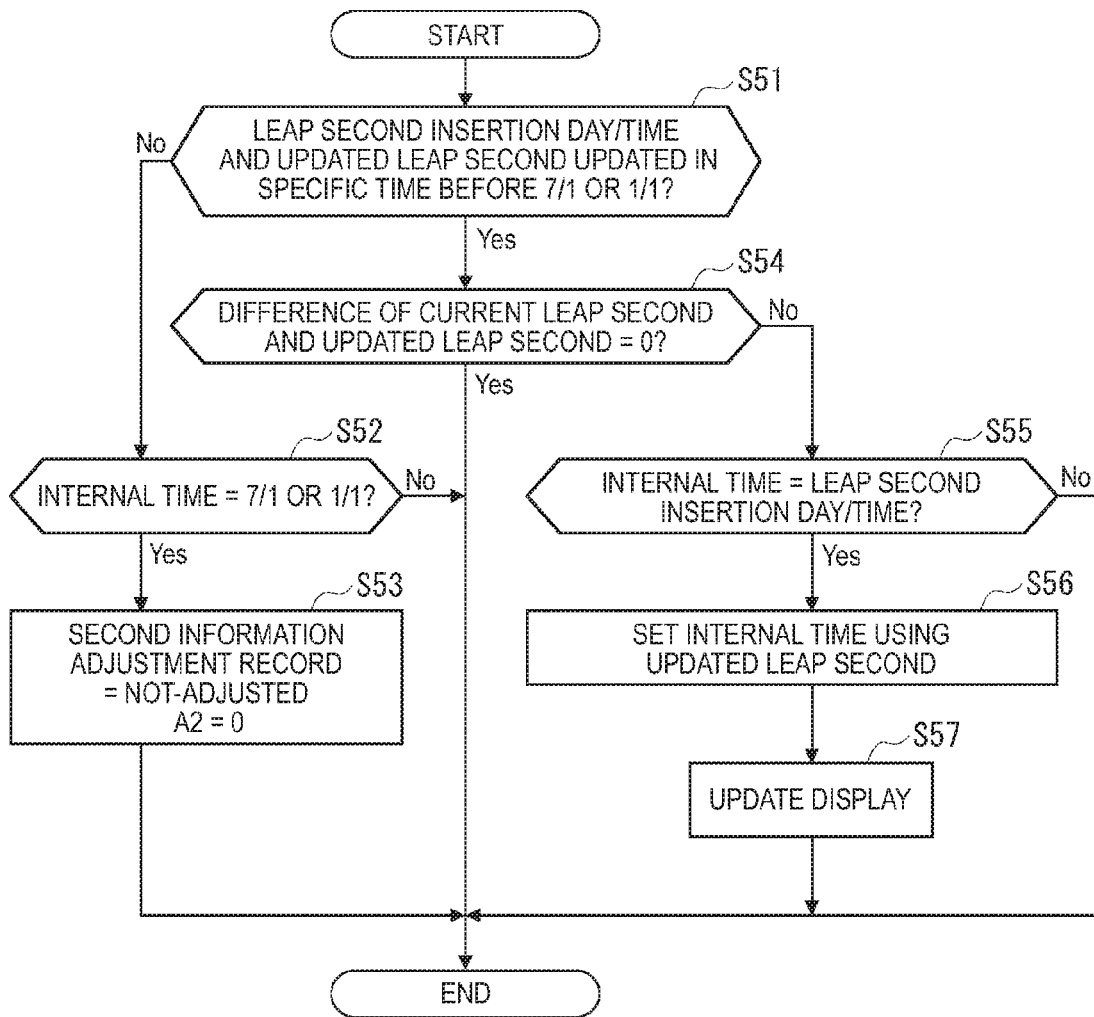 START
S51
LEAP SECOND INSERTION DAY/TIME
AND UPDATED LEAP SECOND UPDATED IN
SPECIFIC TIME BEFORE 7/1 OR 1/1?
No
Yes
S54
DIFFERENCE OF CURRENT LEAP SECOND
AND UPDATED LEAP SECOND = 0?
No
Yes
S52
INTERNAL TIME = 7/1 OR 1/1?
No
Yes
S55
INTERNAL TIME = LEAP SECOND
INSERTION DAY/TIME?
No
Yes
S53
SECOND INFORMATION
ADJUSTMENT RECORD
= NOT-ADJUSTED
A2 = 0
S56
SET INTERNAL TIME USING
UPDATED LEAP SECOND
S57
UPDATE DISPLAY
END